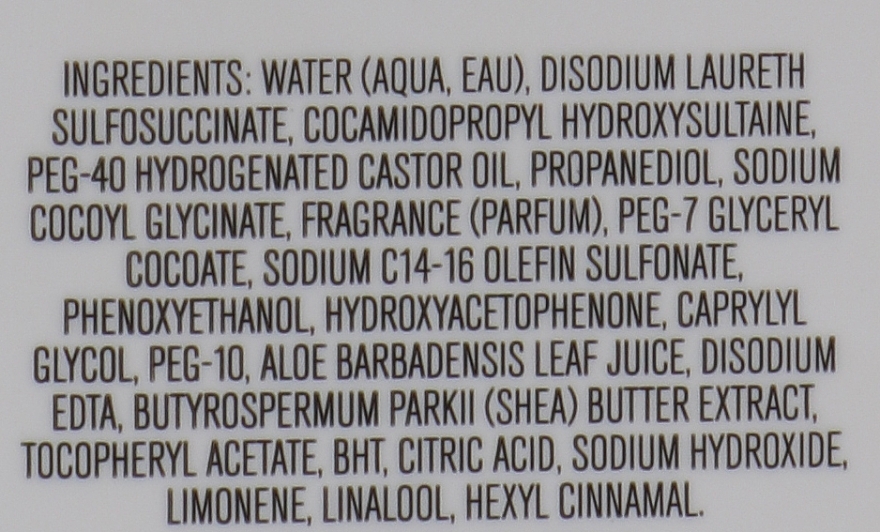 INGREDIENTS: WATER (AQUA, EAU), DISODIUM LAURETH
SULFOSUCCINATE, COCAMIDOPROPYL HYDROXYSULTAINE,
PEG-40 HYDROGENATED CASTOR OIL, PROPANEDIOL, SODIUM
COCOYL GLYCINATE, FRAGRANCE (PARFUM), PEG-7 GLYCERYL
COCOATE, SODIUM C14-16 OLEFIN SULFONATE,
PHENOXYETHANOL, HYDROXYACETOPHENONE, CAPRYLYL
GLYCOL, PEG-10, ALOE BARBADENSIS LEAF JUICE, DISODIUM
EDTA, BUTYROSPERMUM PARKII (SHEA) BUTTER EXTRACT,
TOCOPHERYL ACETATE, BHT, CITRIC ACID, SODIUM HYDROXIDE,
LIMONENE, LINALOOL, HEXYL CINNAMAL.